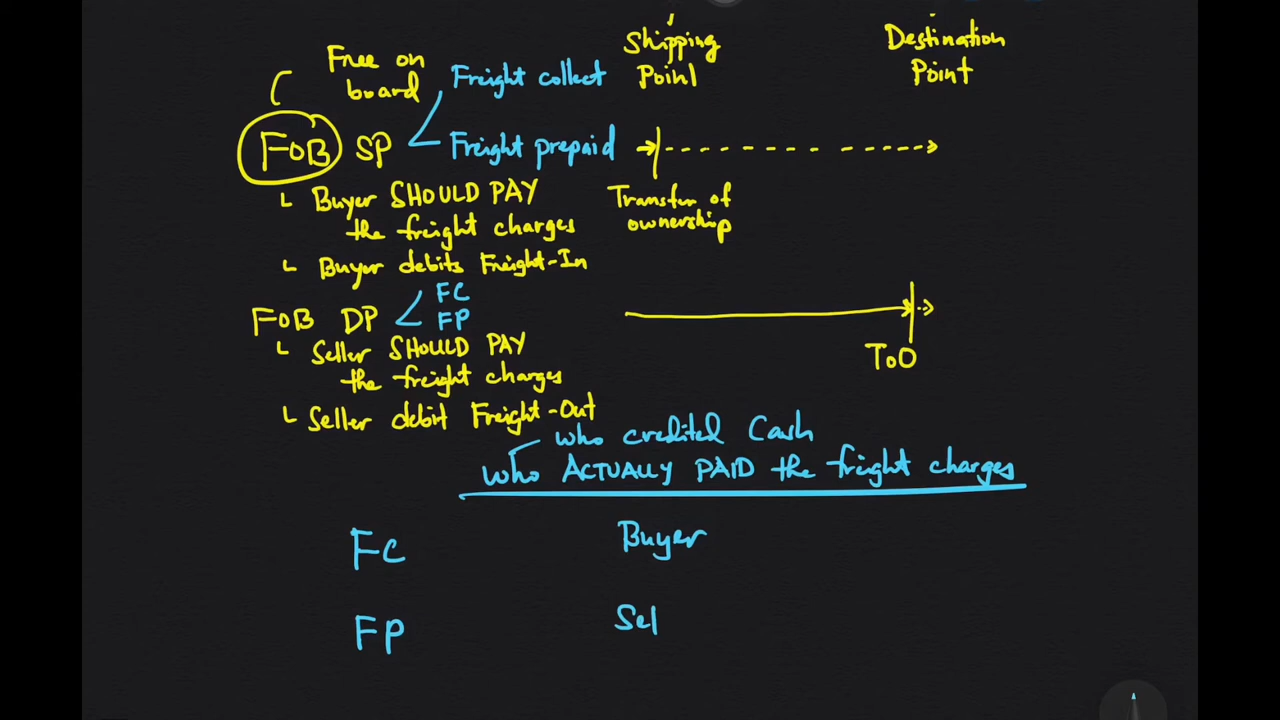 Shipping Point
Destination Point
Free on board
Freight collect
FOB SP
Freight prepaid
Transfer of ownership
└ Buyer SHOULD PAY
the freight charges
└ Buyer debits Freight-In
FOB DP
FC
FP
ToO
└ Seller SHOULD PAY
the freight charges
└ Seller debit Freight-Out
who credited Cash
who ACTUALLY PAID the freight charges
FC Buyer
FP Sel